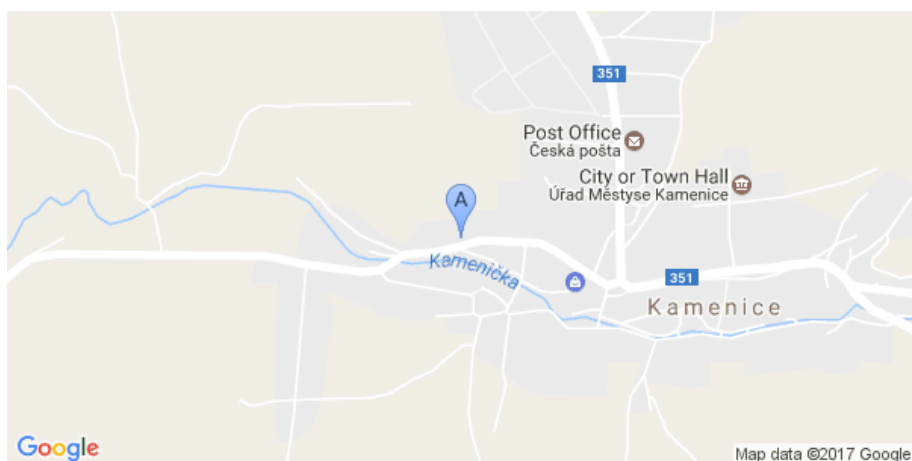 351
Post Office
Česká pošta
City or Town Hall
Úřad Městyse Kamenice
A
Kamenička
351
Kamenice
Google
Map data ©2017 Google